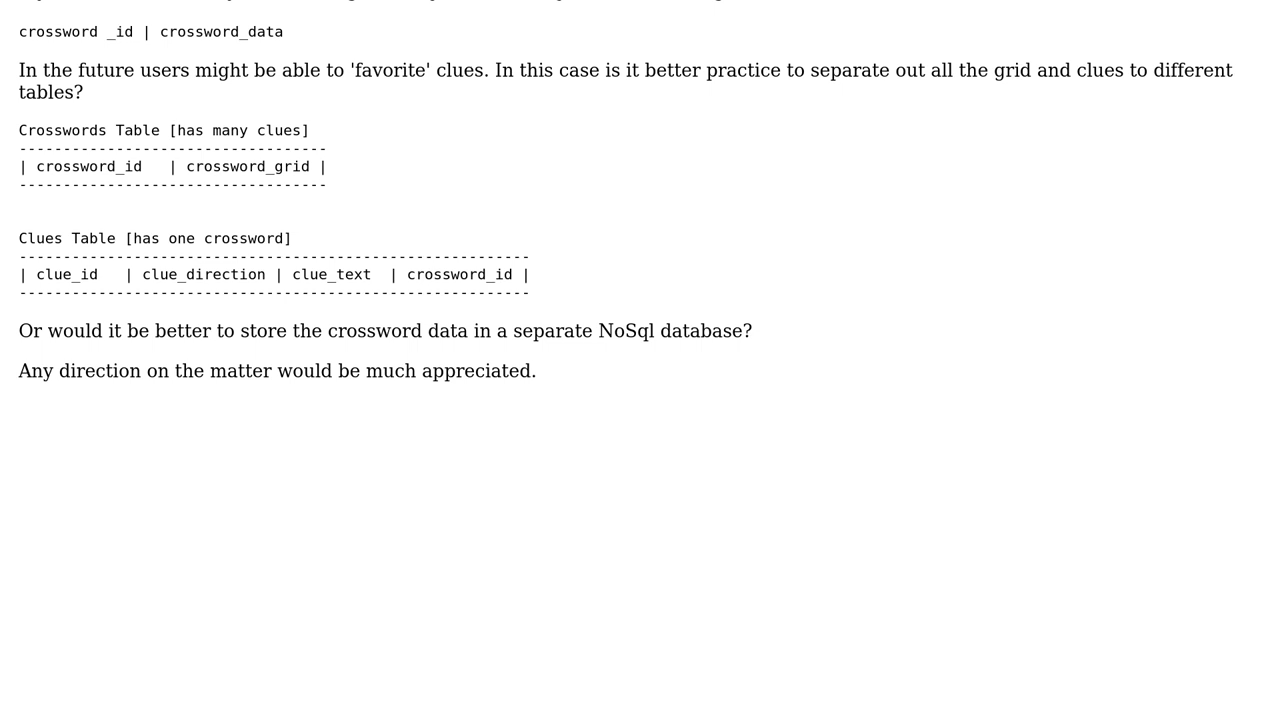 crossword _id | crossword_data
In the future users might be able to 'favorite' clues. In this case is it better practice to separate out all the grid and clues to different
tables?
Crosswords Table [has many clues]
-----------------------------------
| crossword_id   | crossword_grid |
-----------------------------------
Clues Table [has one crossword]
----------------------------------------------------------
| clue_id   | clue_direction | clue_text  | crossword_id |
----------------------------------------------------------
Or would it be better to store the crossword data in a separate NoSql database?
Any direction on the matter would be much appreciated.